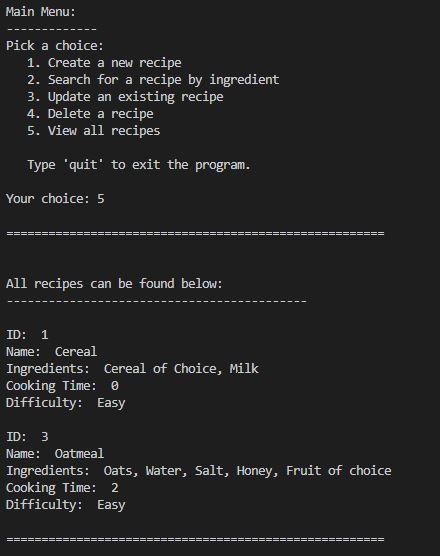 Main Menu:
-------------
Pick a choice:
   1. Create a new recipe
   2. Search for a recipe by ingredient
   3. Update an existing recipe
   4. Delete a recipe
   5. View all recipes

   Type 'quit' to exit the program.

Your choice: 5

======================================================

All recipes can be found below:
-------------------------------------------

ID:  1
Name:  Cereal
Ingredients:  Cereal of Choice, Milk
Cooking Time:  0
Difficulty:  Easy

ID:  3
Name:  Oatmeal
Ingredients:  Oats, Water, Salt, Honey, Fruit of choice
Cooking Time:  2
Difficulty:  Easy

======================================================